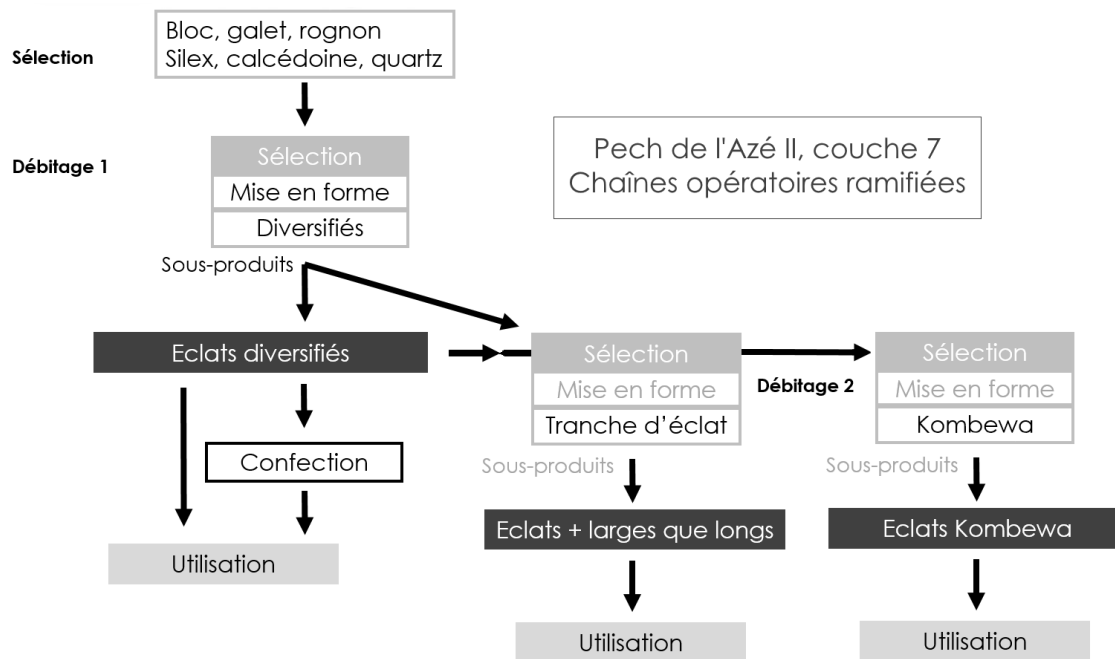 Sélection
Bloc, galet, rognon
Silex, calcédoine, quartz
Débitage 1
Sélection
Mise en forme
Diversifiés
Sous-produits
Pech de l'Azé II, couche 7
Chaînes opératoires ramifiées
Eclats diversifiés
Confection
Utilisation
Sélection
Mise en forme
Tranche d'éclat
Sous-produits
Eclats + larges que longs
Utilisation
Débitage 2
Sélection
Mise en forme
Kombewa
Sous-produits
Eclats Kombewa
Utilisation